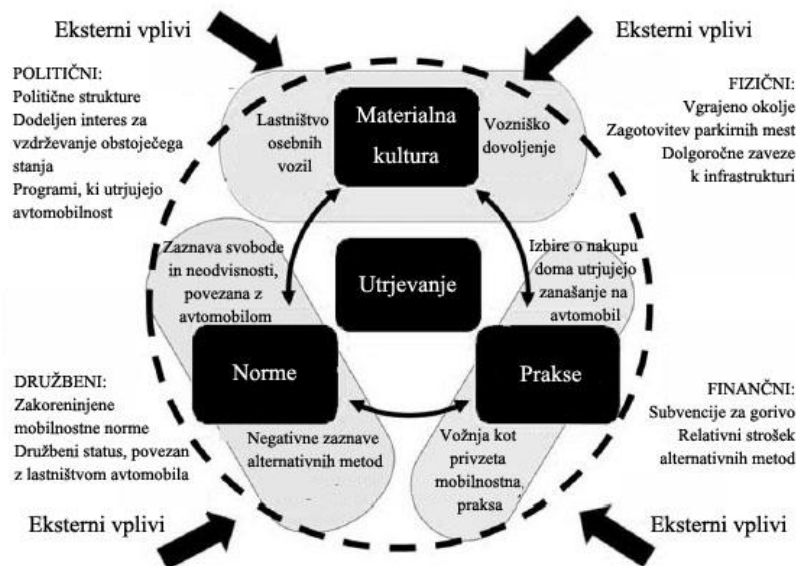 Eksterni vplivi
Eksterni vplivi
POLITIČNI:
Politične strukture
Dodeljen interes za
vzdrževanje obstoječega
stanja
Programi, ki utrjujejo
avtomobilnost
FIZIČNI:
Vgrajeno okolje
Zagotovitev parkirnih mest
Dolgoročne zaveze
k infrastrukturi
Lastništvo
osebnih
vozil
Materialna
kultura
Vozniško
dovoljenje
Zaznava svobode
in neodvisnosti,
povezana z
avtomobilom
Utrjevanje
Izbire o nakupu
doma utrjujejo
zanašanje na
avtomobil
Norme
Prakse
Negativne zaznave
alternativnih metod
Vožnja kot
privzeta
mobilnostna
praksa
DRUŽBENI:
Zakoreninjene
mobilnostne norme
Družbeni status, povezan
z lastništvom avtomobila
FINANČNI:
Subvencije za gorivo
Relativni strošek
alternativnih metod
Eksterni vplivi
Eksterni vplivi